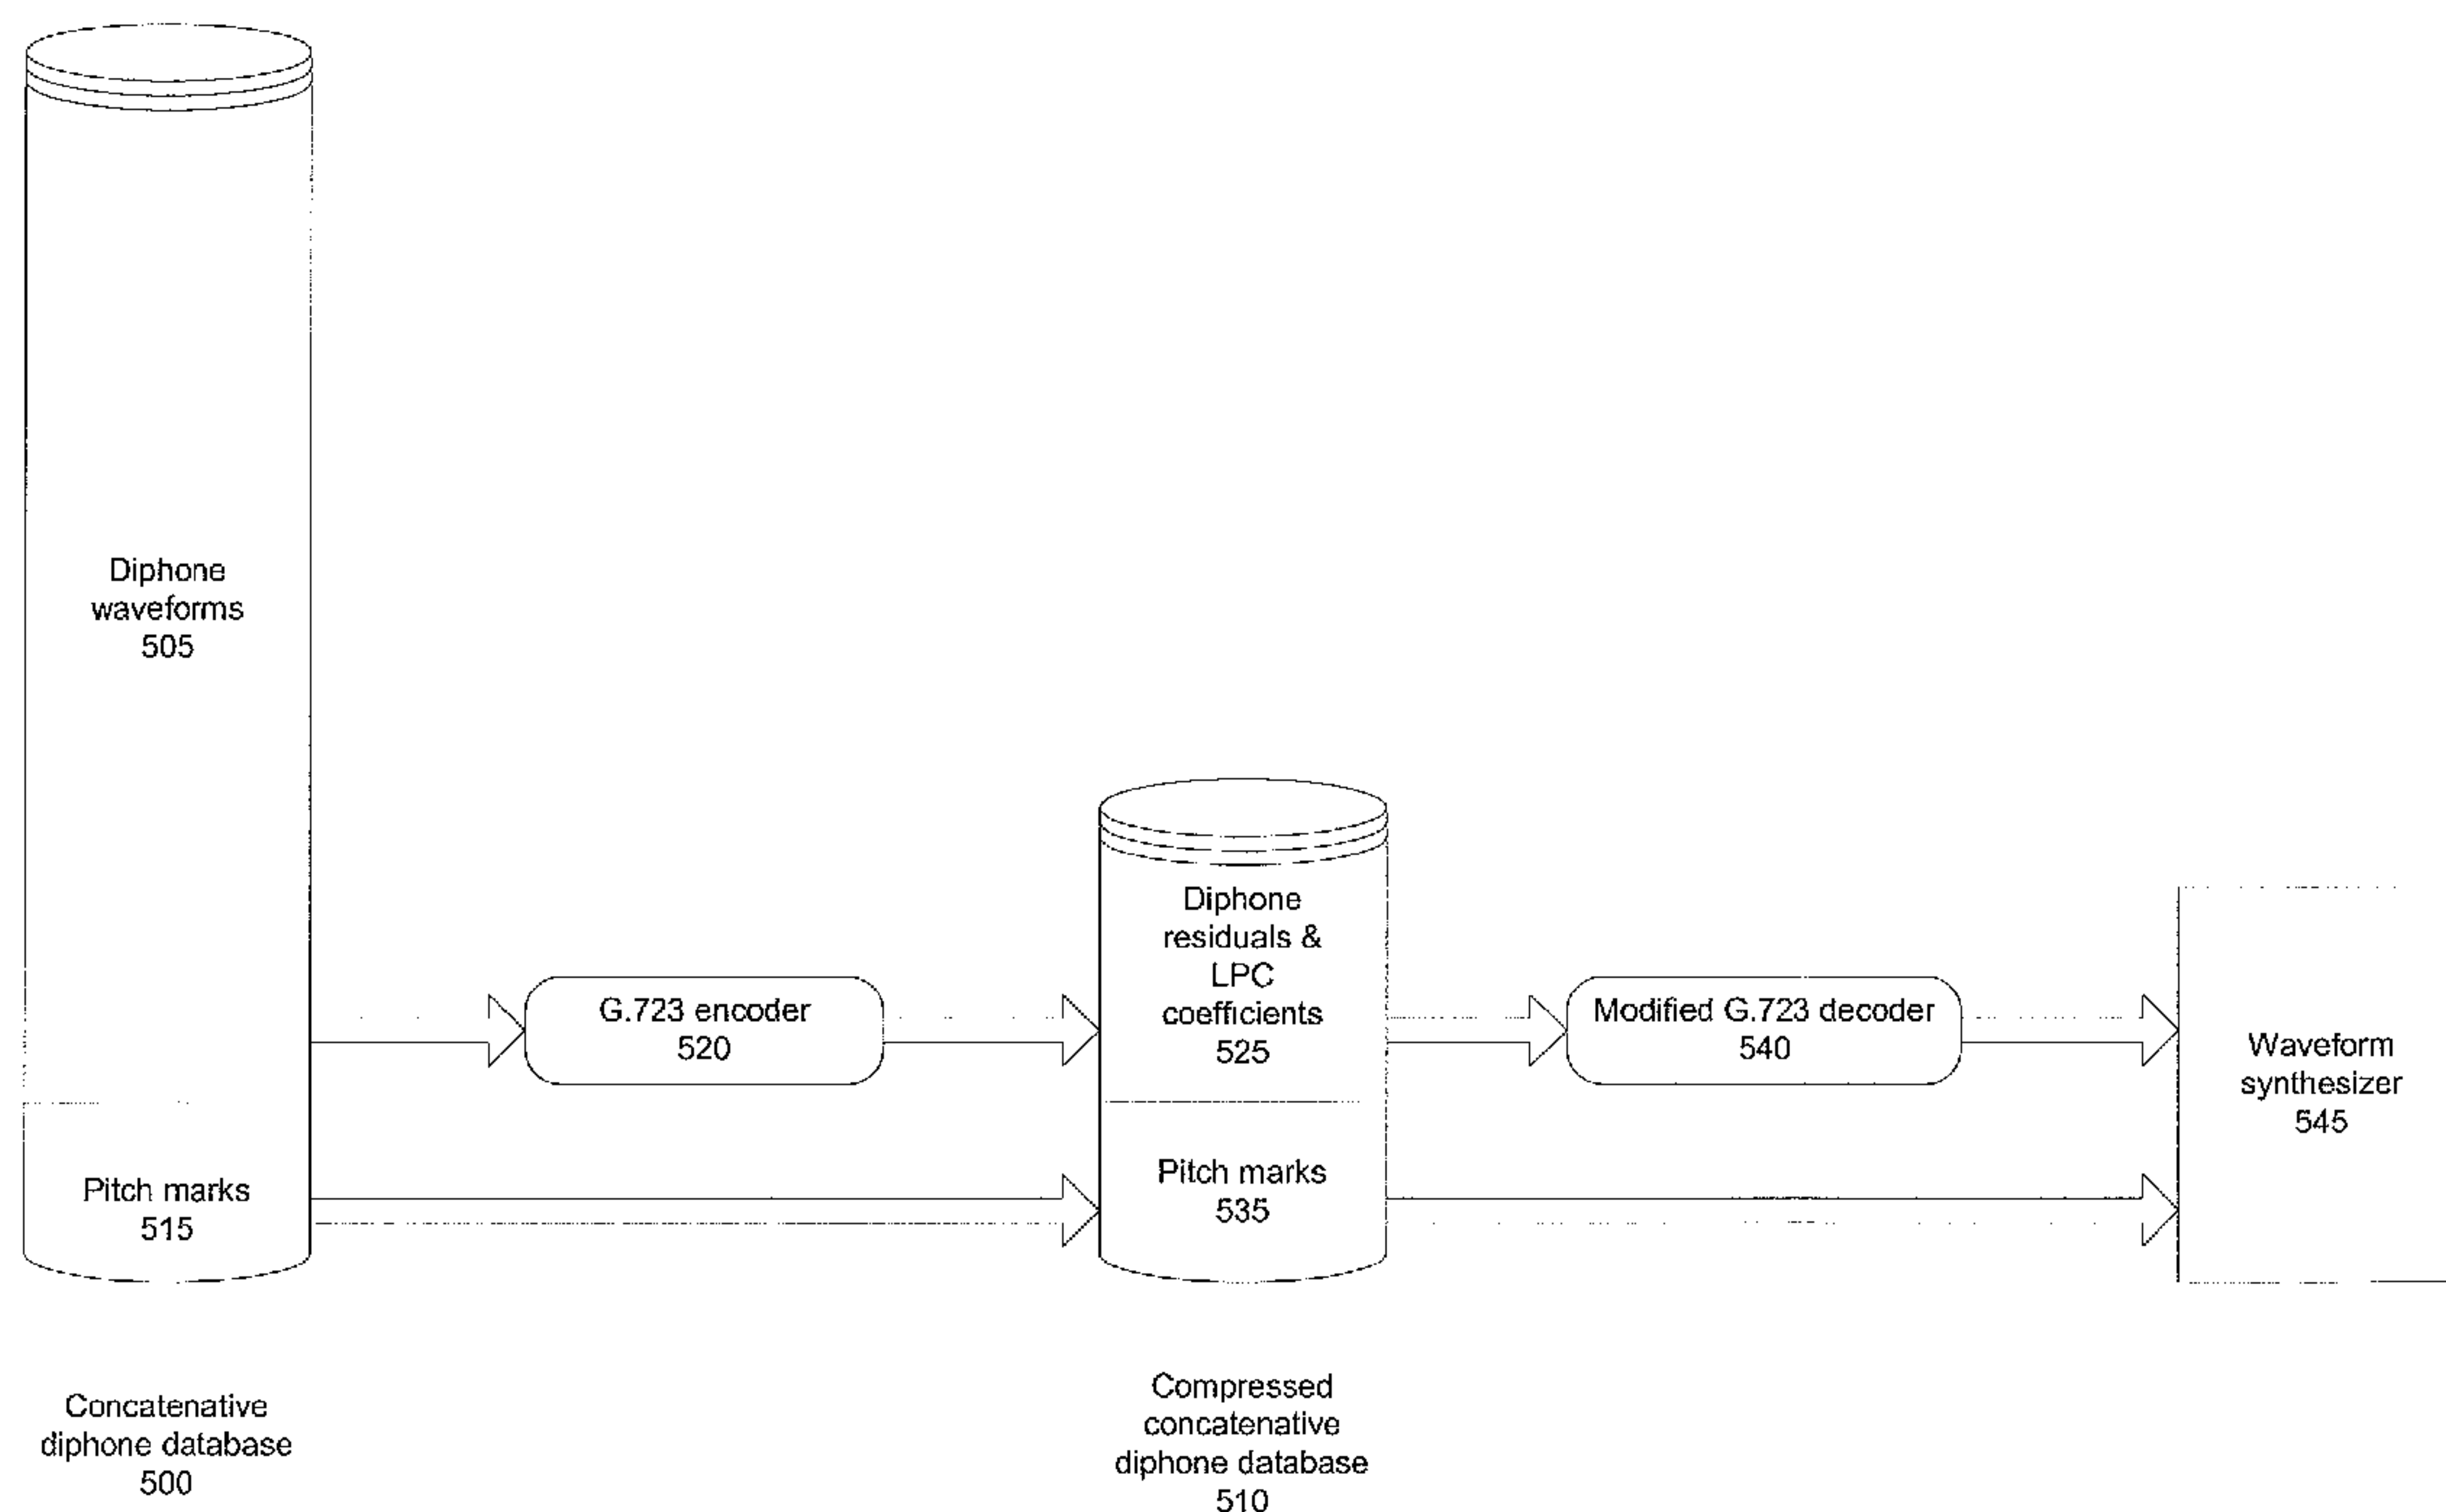 Diphone
waveforms
505
Pitch marks
515
Concatenative
diphone database
500
G.723 encoder
520
Diphone
residuals &
LPC
coefficients
525
Pitch marks
535
Compressed
concatenative
diphone database
510
Modified G.723 decoder
540
Waveform
synthesizer
545